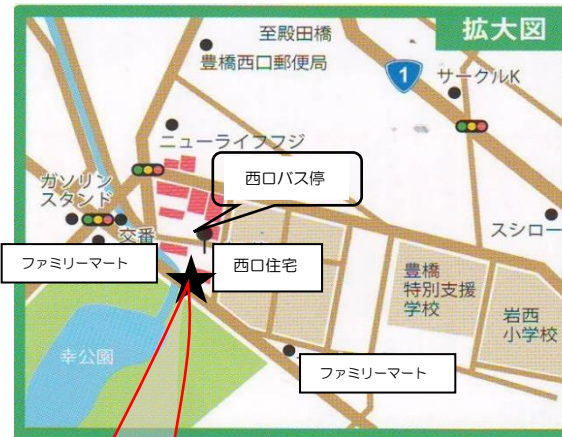 拡大図
至殿田橋
豊橋西口郵便局
1
サークルK
ニューライフフジ
西口バス停
ガソリン
スタンド
スシロー
交番
ファミリーマート
西口住宅
豊橋
特別支援
学校
岩西
小学校
幸公園
ファミリーマート